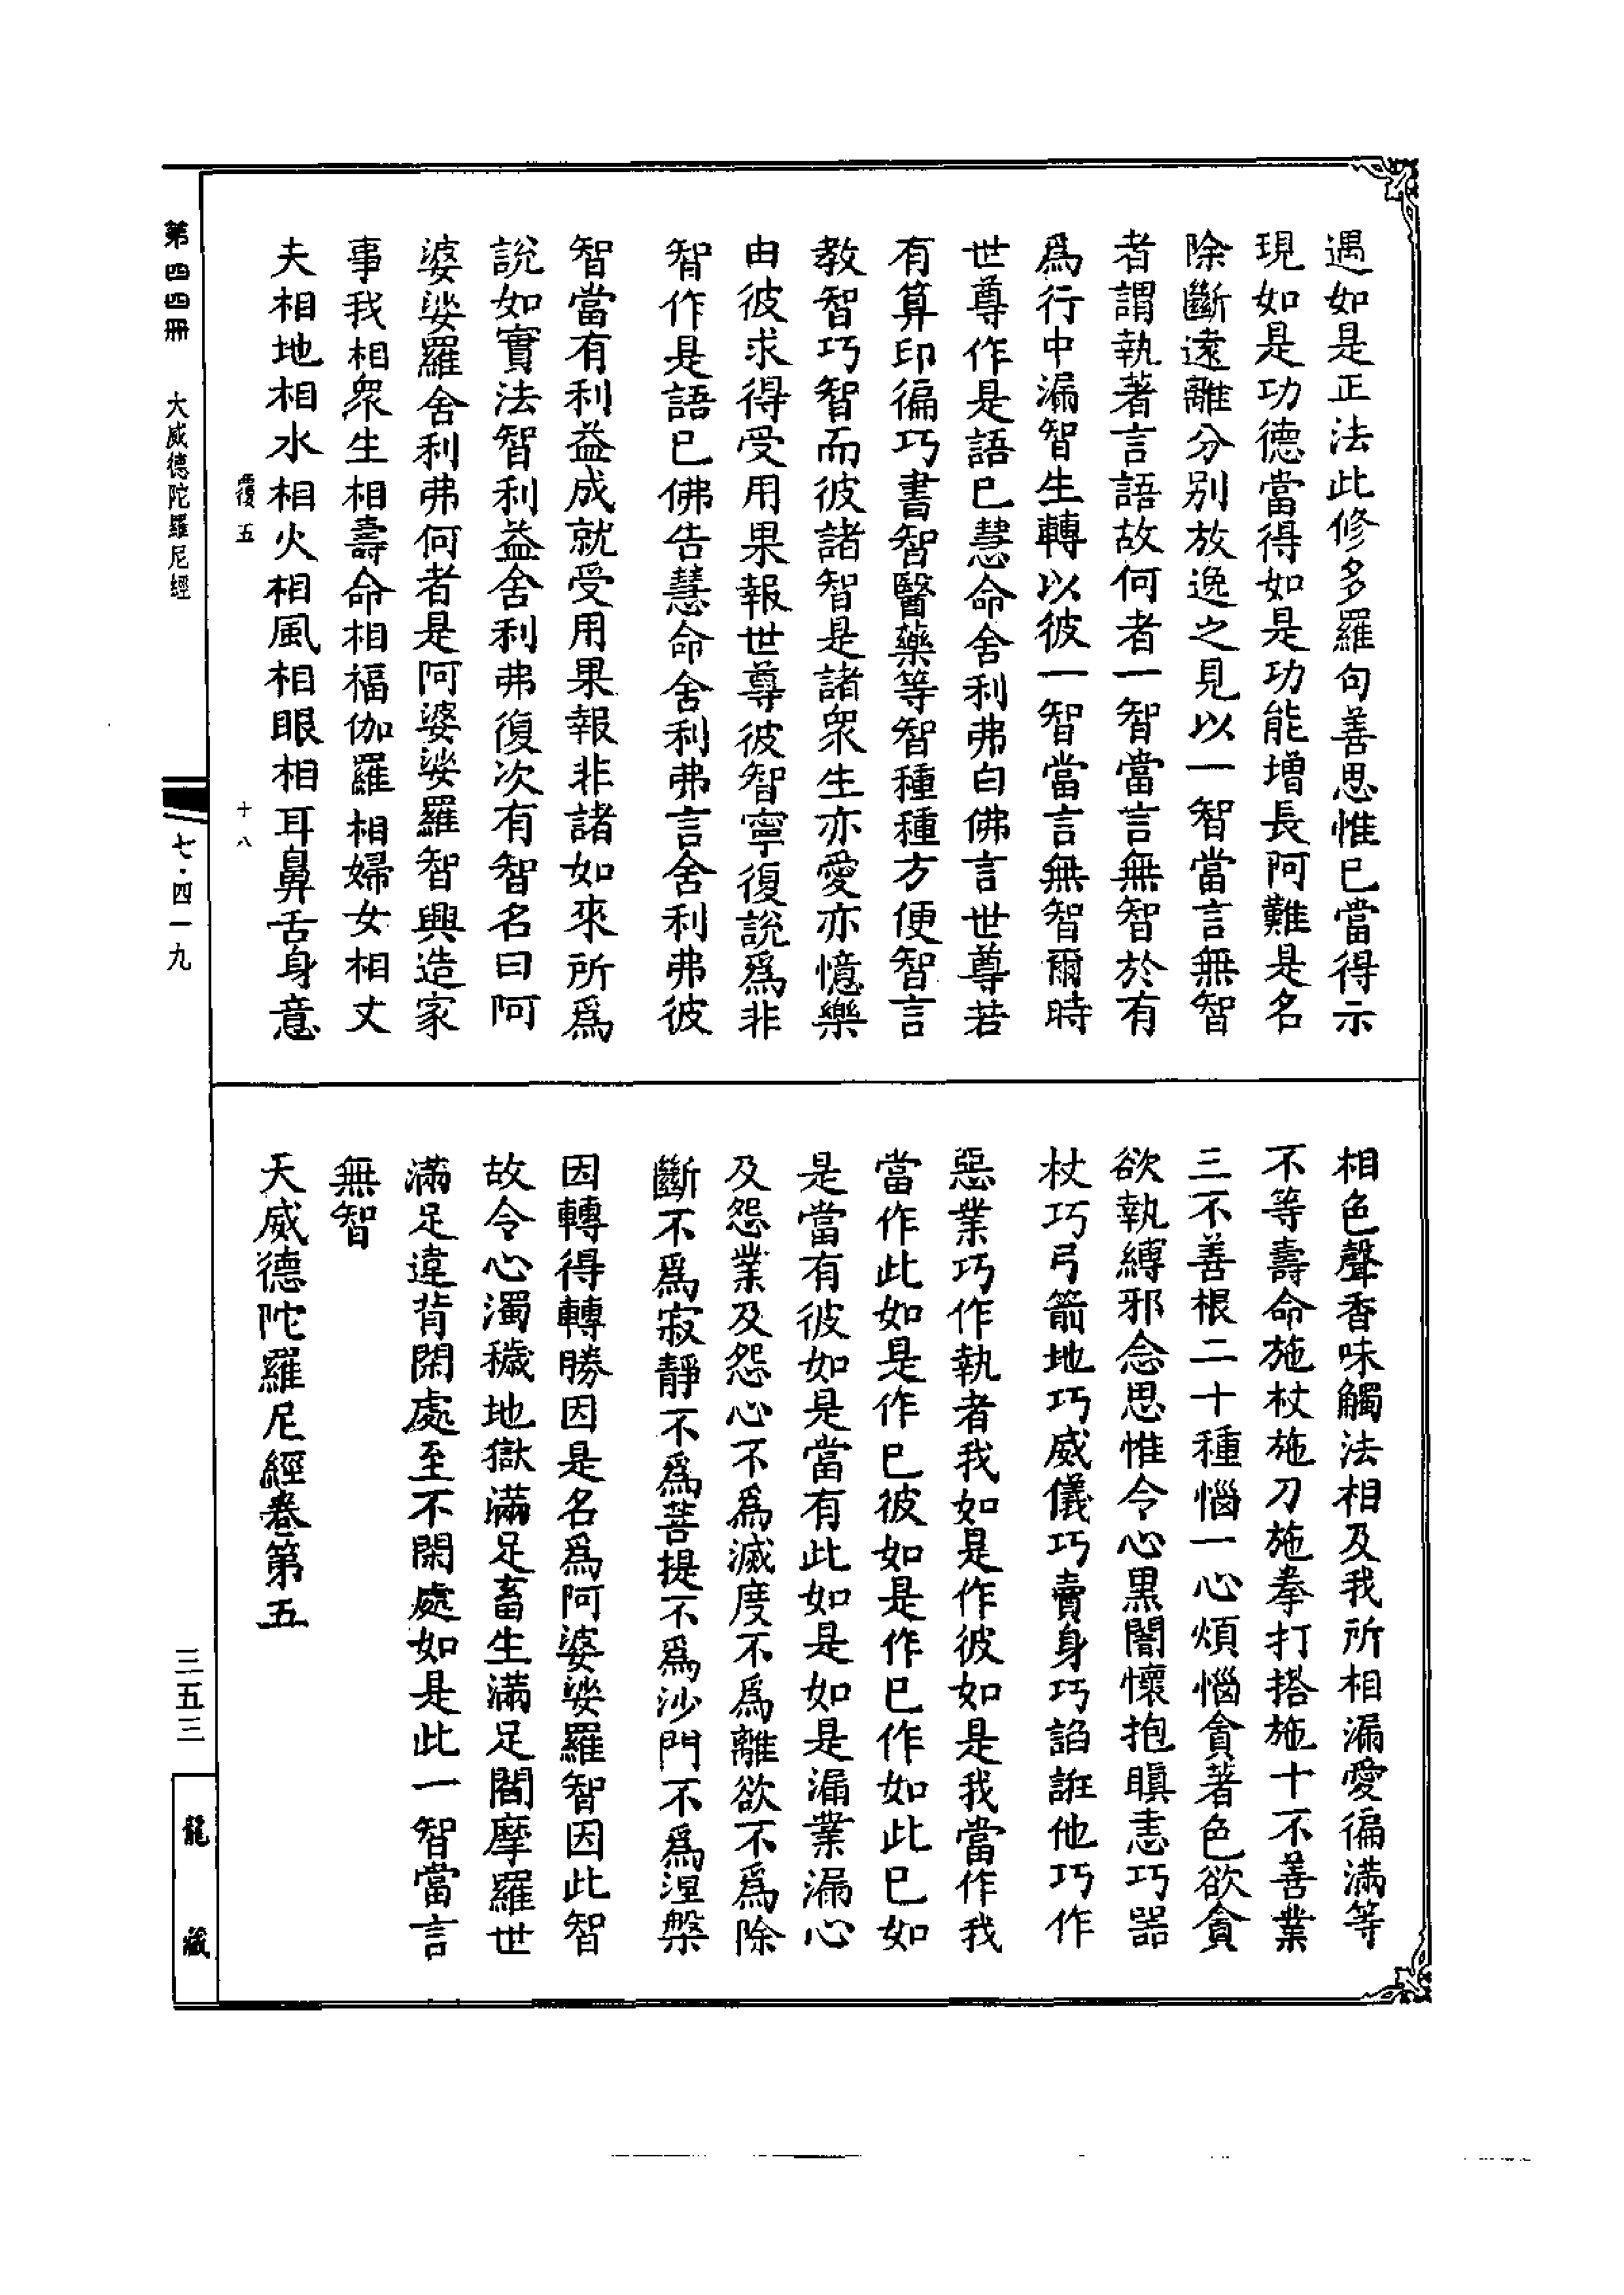 遇如是正法此修多羅句善思惟已當得示
現如是功德當得如是功能增長阿難是名
除斷遠離分別放逸之見以一智當言無智
者謂執著言語故何者一智當言無智於有
爲行中漏智生轉以彼一智當言無智爾時
世尊作是語已慧命舍利弗白佛言世尊若
有算印徧巧書智醫藥等智種種方便智言
教智巧智而彼諸智是諸衆生亦愛亦憶樂
由彼求得受用果報世尊彼智寧復說爲非
智作是語已佛告慧命舍利弗言舍利弗彼
智當有利益成就受用果報非諸如來所爲
說如實法智利益舍利弗復次有智名曰阿
婆娑羅舍利弗何者是阿婆娑羅智興造家
事我相衆生相壽命相福伽羅相婦女相丈
夫相地相水相火相風相眼相耳鼻舌身意
相色聲香味觸法相及我所相漏愛徧滿等
不等壽命施杖施刀施拳打搭施十不善業
三不善根二十種惱一心煩惱貪著色欲貪
欲執縛邪念思惟令心黑闇懷抱瞋恚巧器
杖巧弓箭地巧威儀巧賣身巧諂誑他巧作
惡業巧作執者我如是作彼如是我當作我
當作此如是作已彼如是作已作如此已如
是當有彼如是當有此如是如是漏業漏心
及怨業及怨心不爲滅度不爲離欲不爲除
斷不爲寂靜不爲菩提不爲沙門不爲涅槃
因轉得轉勝因是名爲阿婆娑羅智因此智
故令心濁穢地獄滿足畜生滿足閻摩羅世
滿足違背閑處至不閑處如是此一智當言
無智
大威德陀羅尼經卷第五
覆五
十八
第四四冊
大威德陀羅尼經
七·四一九
三五三
龍藏